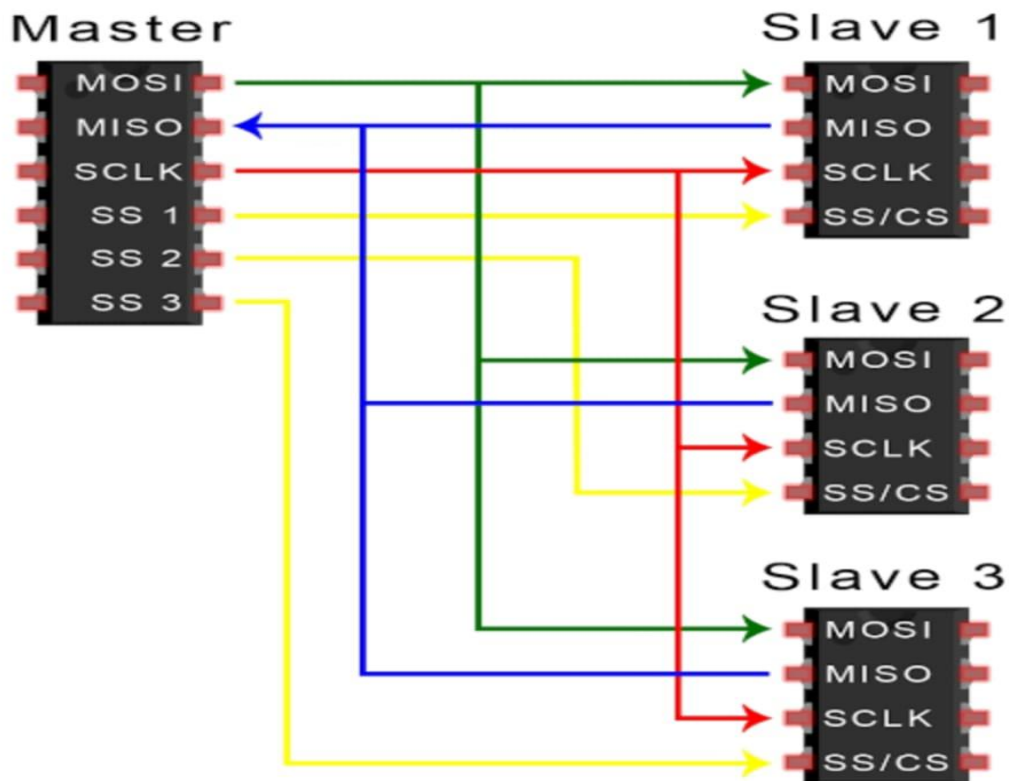 Master
MOSI
MISO
SCLK
SS 1
SS 2
SS 3
Slave 1
MOSI
MISO
SCLK
SS/CS
Slave 2
MOSI
MISO
SCLK
SS/CS
Slave 3
MOSI
MISO
SCLK
SS/CS